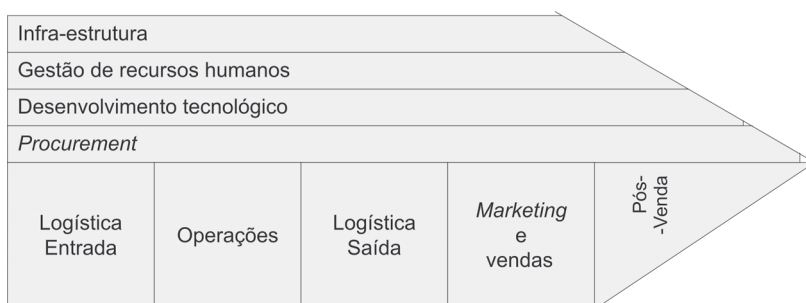 Infra-estrutura
Gestão de recursos humanos
Desenvolvimento tecnológico
Procurement
Logística
Entrada
Operações
Logística
Saída
Marketing
e
vendas
Pós-
-Venda